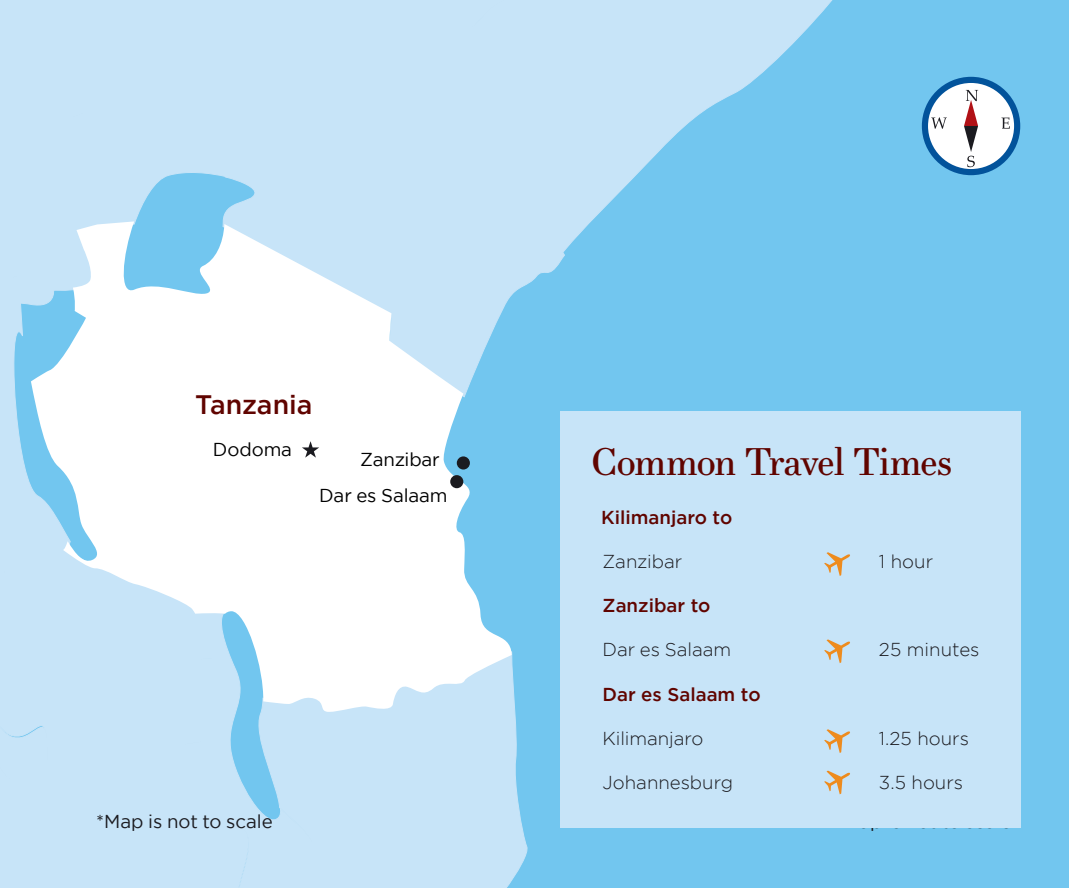 N
W E
S
Tanzania
Dodoma
Zanzibar
Dar es Salaam
Common Travel Times
Kilimanjaro to
Zanzibar 1 hour
Zanzibar to
Dar es Salaam 25 minutes
Dar es Salaam to
Kilimanjaro 1.25 hours
Johannesburg 3.5 hours
*Map is not to scale